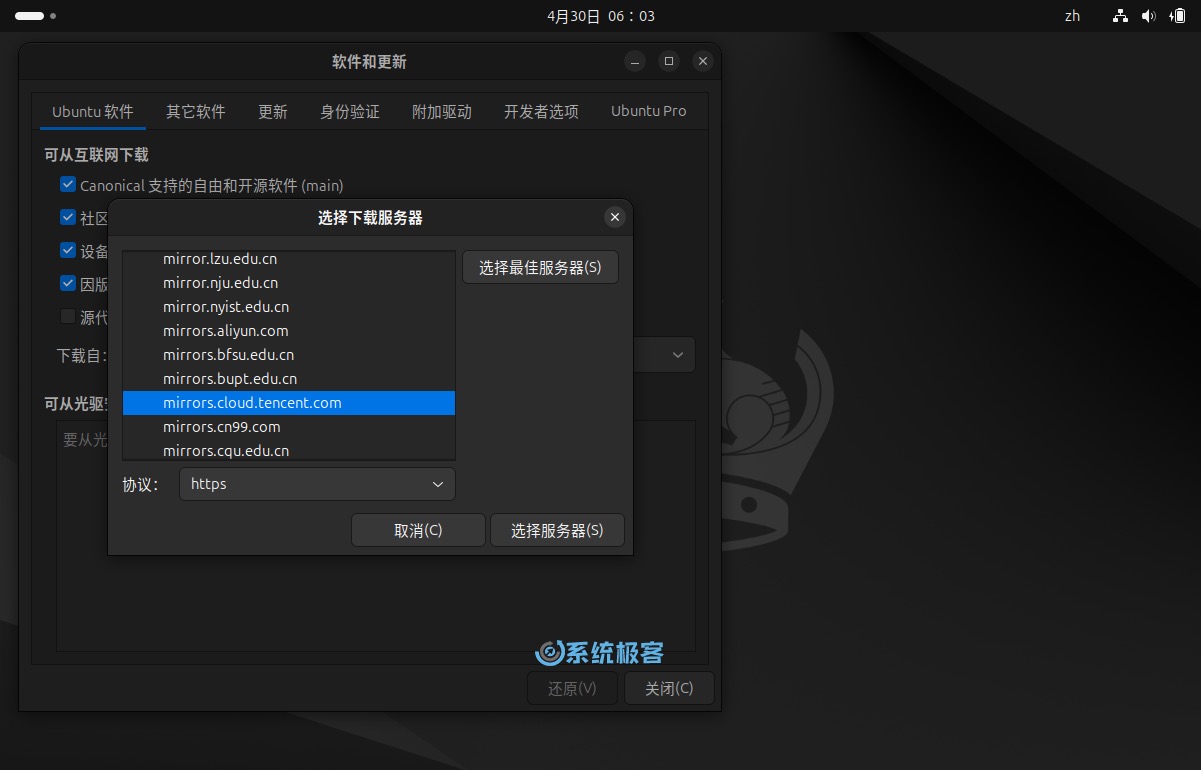 4月30日 06：03
zh
软件和更新
Ubuntu 软件 其它软件 更新 身份验证 附加驱动 开发者选项 Ubuntu Pro
可从互联网下载
Canonical 支持的自由和开源软件 (main)
社区
设备
因版
源代
下载自：
可从光驱
要从光
选择下载服务器
mirror.lzu.edu.cn
mirror.nju.edu.cn
mirror.nyist.edu.cn
mirrors.aliyun.com
mirrors.bfsu.edu.cn
mirrors.bupt.edu.cn
mirrors.cloud.tencent.com
mirrors.cn99.com
mirrors.cqu.edu.cn
选择最佳服务器(S)
协议： https
取消(C) 选择服务器(S)
系统极客
还原(V) 关闭(C)